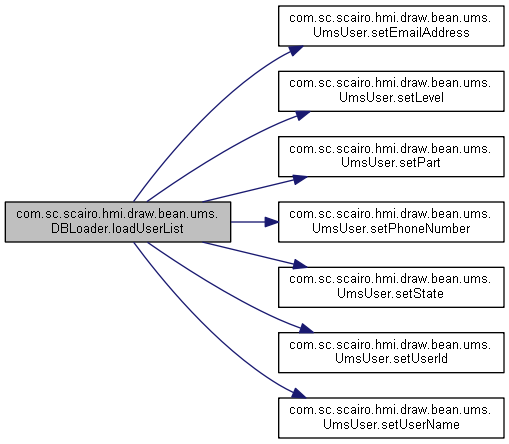 com.sc.scairo.hmi.draw.bean.ums.
UmsUser.setEmailAddress
com.sc.scairo.hmi.draw.bean.ums.
UmsUser.setLevel
com.sc.scairo.hmi.draw.bean.ums.
UmsUser.setPart
com.sc.scairo.hmi.draw.bean.ums.
DBLoader.loadUserList
com.sc.scairo.hmi.draw.bean.ums.
UmsUser.setPhoneNumber
com.sc.scairo.hmi.draw.bean.ums.
UmsUser.setState
com.sc.scairo.hmi.draw.bean.ums.
UmsUser.setUserId
com.sc.scairo.hmi.draw.bean.ums.
UmsUser.setUserName